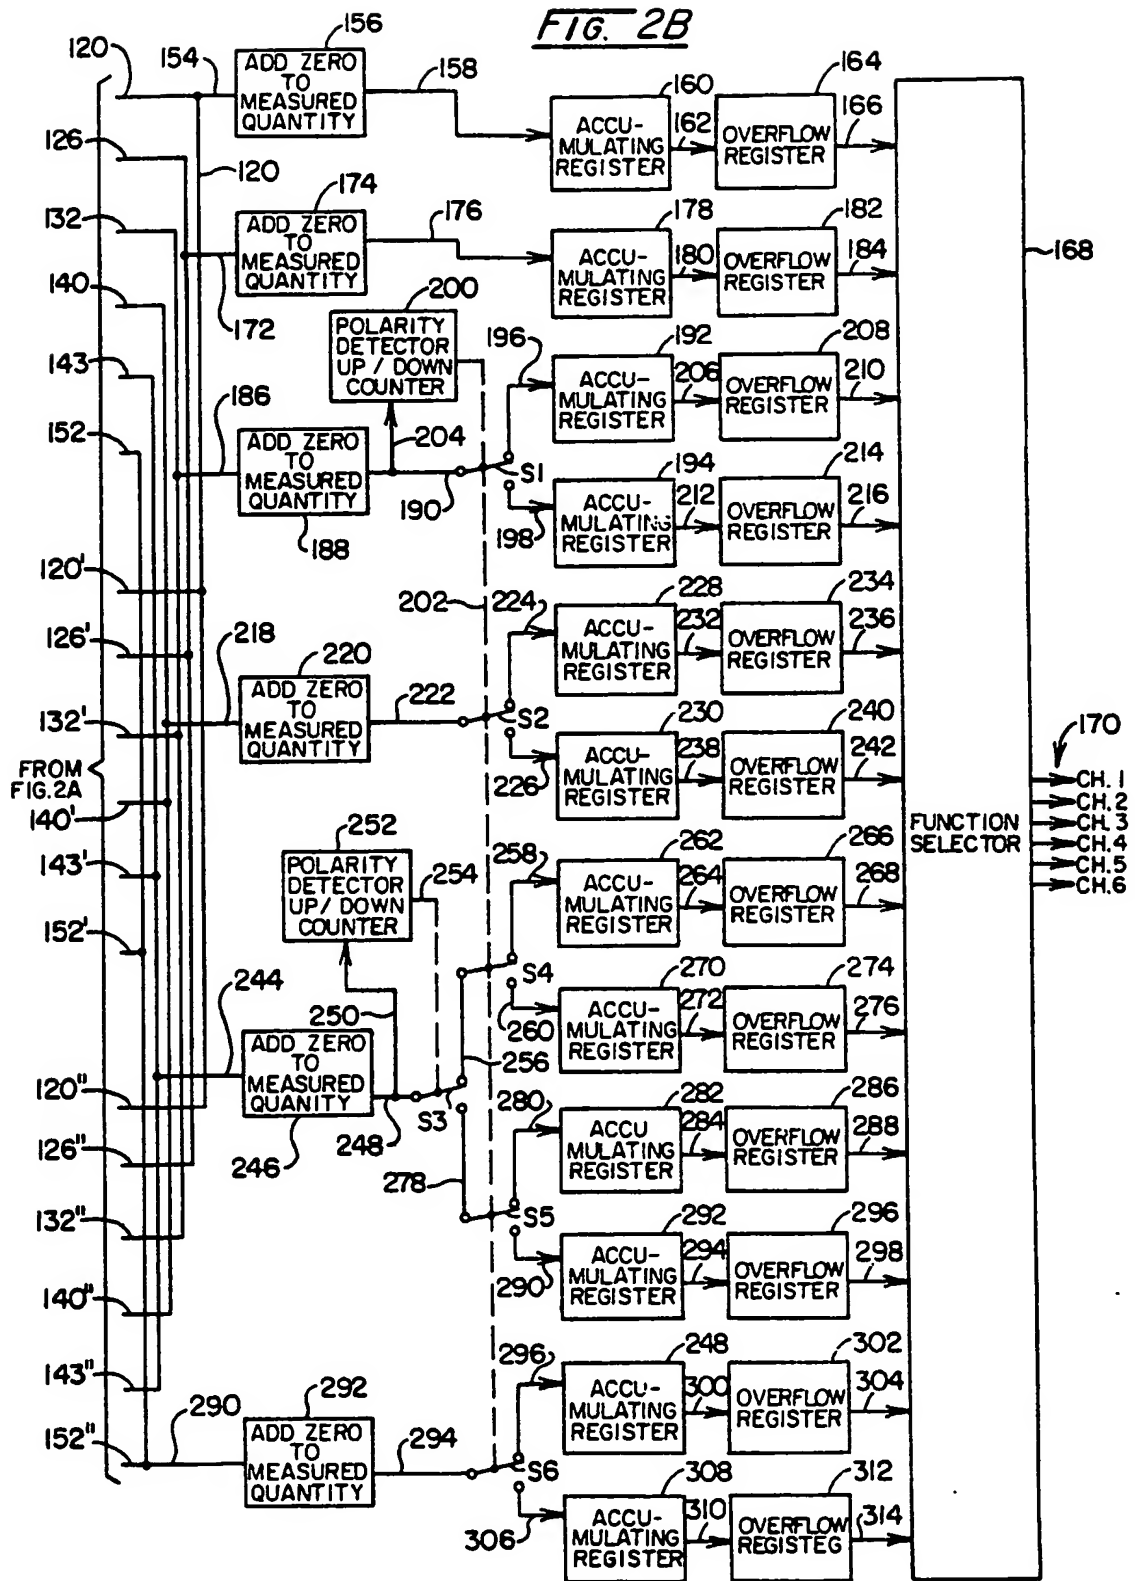 FIG. 2B
120
154
156
ADD ZERO
TO
MEASURED
QUANTITY
158
160
ACCU-
MULATING
REGISTER
162
164
OVERFLOW
REGISTER
166
126
120
132
174
ADD ZERO
TO
MEASURED
QUANTITY
172
176
178
ACCU-
MULATING
REGISTER
180
182
OVERFLOW
REGISTER
184
168
140
200
POLARITY
DETECTOR
UP / DOWN
COUNTER
143
196
192
ACCU-
MULATING
REGISTER
206
208
OVERFLOW
REGISTER
210
152
186
ADD ZERO
TO
MEASURED
QUANTITY
188
204
190
S1
198
194
ACCU-
MULATING
REGISTER
212
214
OVERFLOW
REGISTER
216
120'
202
224
228
ACCU-
MULATING
REGISTER
232
234
OVERFLOW
REGISTER
236
126'
218
220
ADD ZERO
TO
MEASURED
QUANTITY
222
S2
132'
226
230
ACCU-
MULATING
REGISTER
238
240
OVERFLOW
REGISTER
242
FROM
FIG.2A
140'
170
CH. 1
CH. 2
CH. 3
CH. 4
CH. 5
CH. 6
FUNCTION
SELECTOR
143'
252
POLARITY
DETECTOR
UP / DOWN
COUNTER
254
258
262
ACCU-
MULATING
REGISTER
264
266
OVERFLOW
REGISTER
268
152'
244
250
S4
260
270
ACCU-
MULATING
REGISTER
272
274
OVERFLOW
REGISTER
276
256
ADD ZERO
TO
MEASURED
QUANITY
246
248
S3
120"
126"
278
280
282
ACCU
MULATING
REGISTER
284
286
OVERFLOW
REGISTER
288
132"
S5
290
292
ACCU-
MULATING
REGISTER
294
296
OVERFLOW
REGISTER
298
140"
143"
296
248
ACCU-
MULATING
REGISTER
300
302
OVERFLOW
REGISTER
304
152"
290
292
ADD ZERO
TO
MEASURED
QUANTITY
294
S6
306
308
ACCU-
MULATING
REGISTER
310
312
OVERFLOW
REGISTEG
314